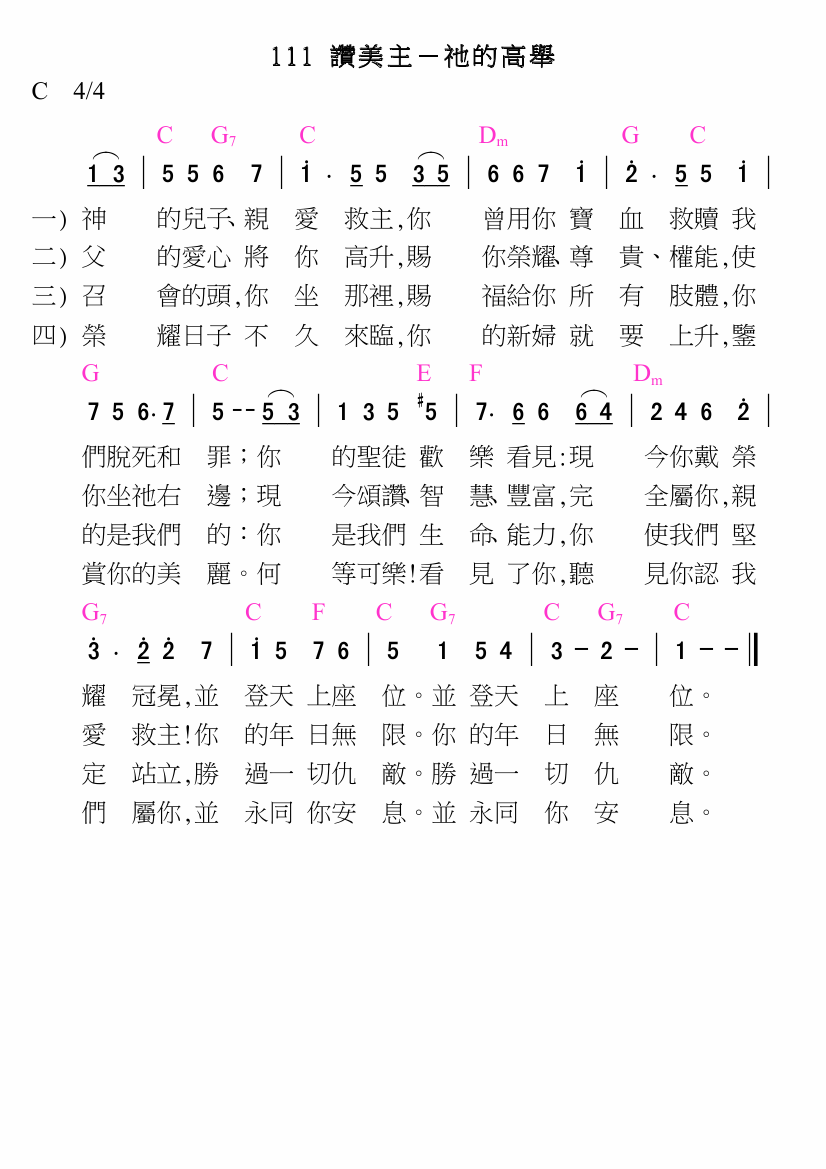 111 讚美主－祂的高舉
C 4/4
C G7 C Dm G C
1 3 | 5 5 6 7 | i · 5 5 3 5 | 6 6 7 i | 2̇ · 5 5 i |
一) 神 的兒子、親 愛 救主,你 曾用你 寶 血 救贖 我
二) 父 的愛心 將 你 高升,賜 你榮耀、尊 貴、權能,使
三) 召 會的頭,你 坐 那裡,賜 福給你 所 有 肢體,你
四) 榮 耀日子 不 久 來臨,你 的新婦 就 要 上升,鑒
G C E F Dm
7 5 6· 7 | 5 - - 5 3 | 1 3 5 #5 | 7· 6 6 6 4 | 2 4 6 2̇ |
們脫死和 罪；你 的聖徒 歡 樂 看見:現 今你戴 榮
你坐祂右 邊；現 今頌讚、智 慧、豐富,完 全屬你,親
的是我們 的：你 是我們 生 命、能力,你 使我們 堅
賞你的美 麗。何 等可樂!看 見 了你,聽 見你認 我
G7 C F C G7 C G7 C
3̇ · 2̇ 2̇ 7 | i 5 7 6 | 5 1 5 4 | 3 - 2 - | 1 - - ‖
耀 冠冕,並 登天 上座 位。並 登天 上 座 位。
愛 救主!你 的年 日無 限。你 的年 日 無 限。
定 站立,勝 過一 切仇 敵。勝 過一 切 仇 敵。
們 屬你,並 永同 你安 息。並 永同 你 安 息。